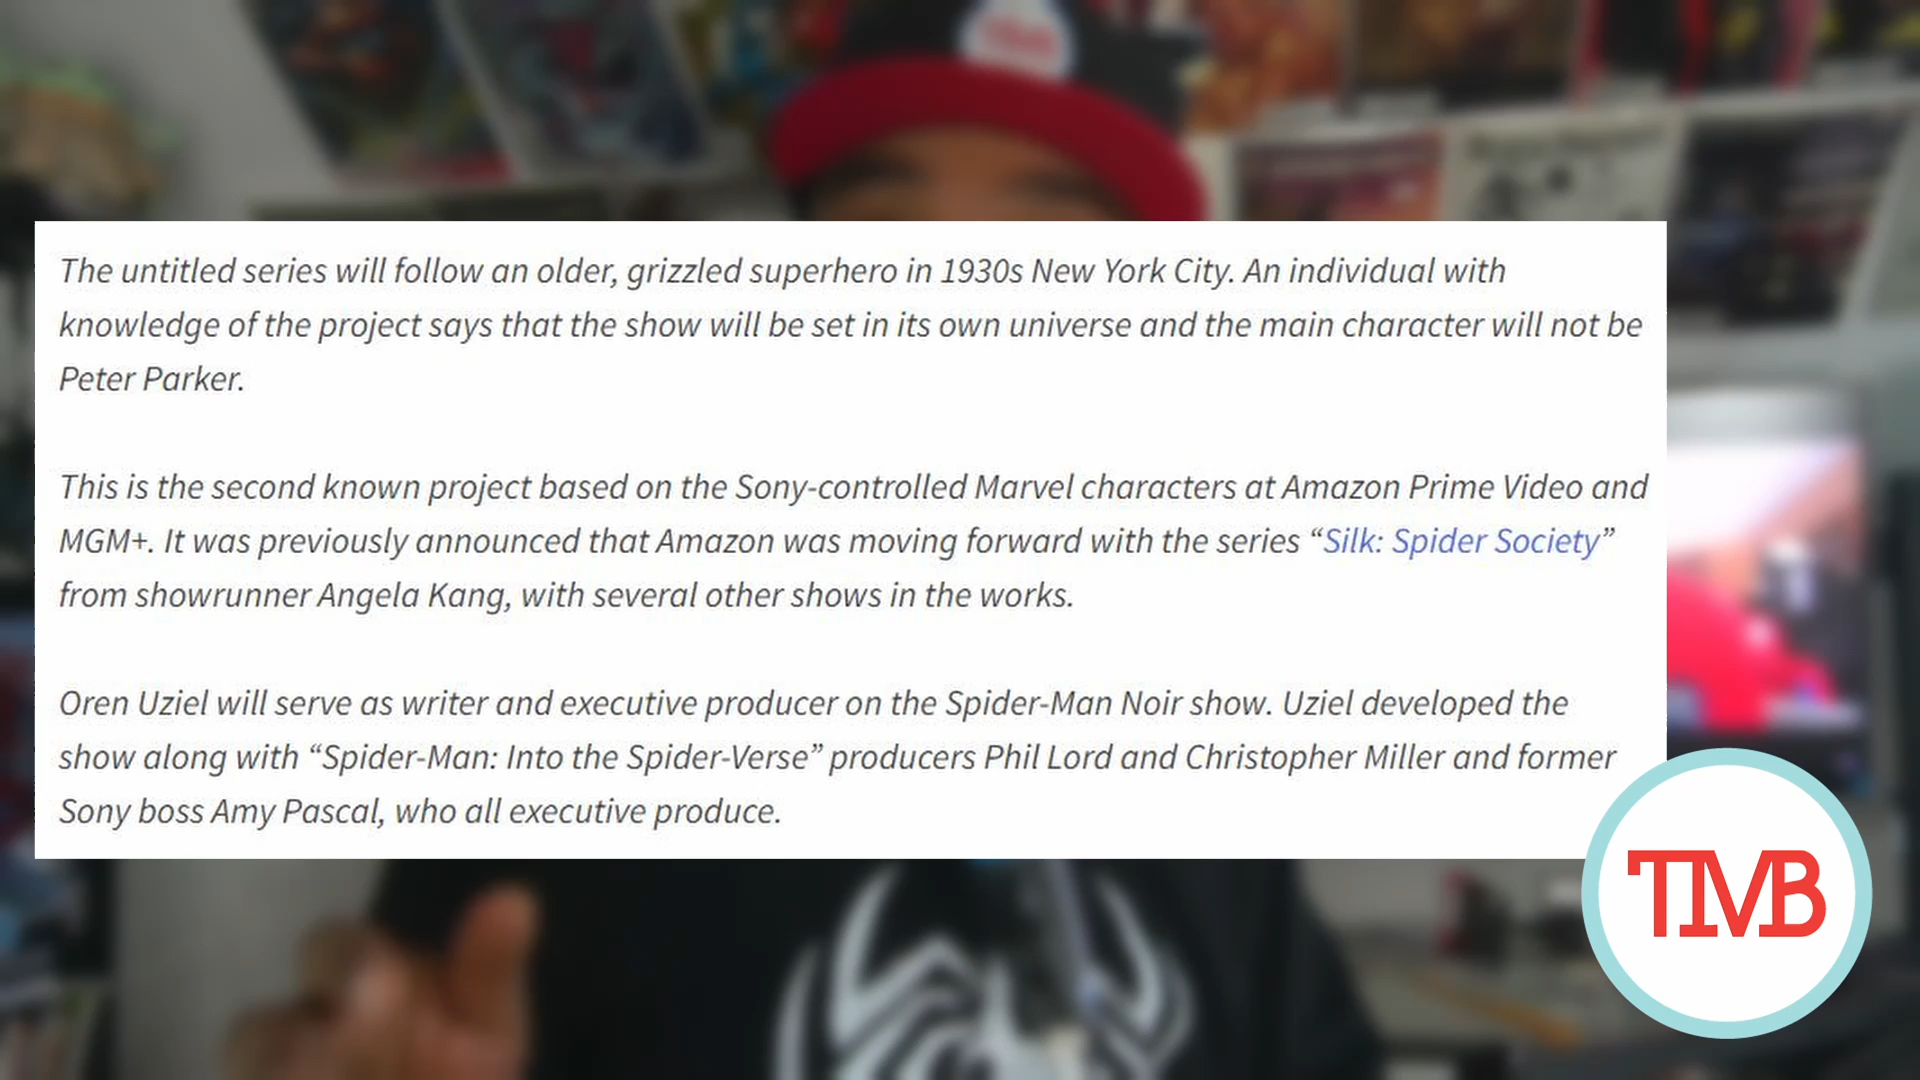 TMB
The untitled series will follow an older, grizzled superhero in 1930s New York City. An individual with
knowledge of the project says that the show will be set in its own universe and the main character will not be
Peter Parker.
This is the second known project based on the Sony-controlled Marvel characters at Amazon Prime Video and
MGM+. It was previously announced that Amazon was moving forward with the series “Silk: Spider Society”
from showrunner Angela Kang, with several other shows in the works.
Oren Uziel will serve as writer and executive producer on the Spider-Man Noir show. Uziel developed the
show along with “Spider-Man: Into the Spider-Verse” producers Phil Lord and Christopher Miller and former
Sony boss Amy Pascal, who all executive produce.
TMB